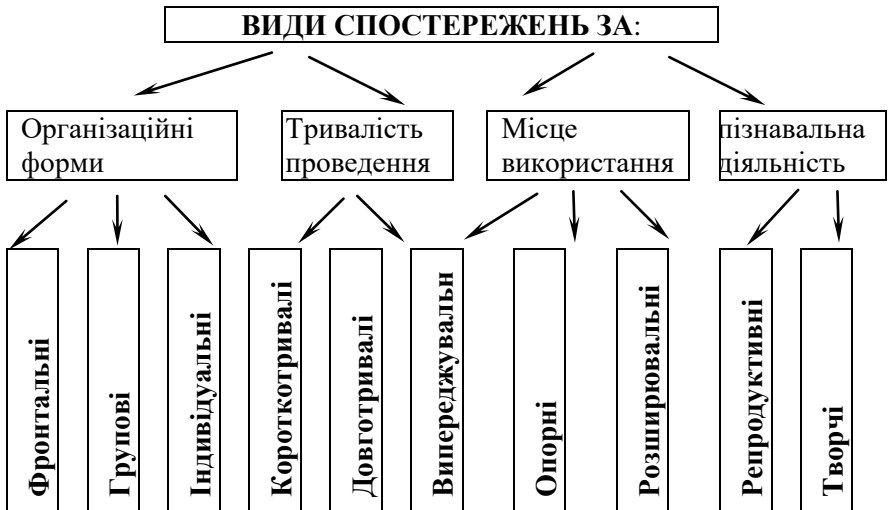 ВИДИ СПОСТЕРЕЖЕНЬ ЗА:
Організаційні
форми
Тривалість
проведення
Місце
використання
пізнавальна
діяльність
Фронтальні
Групові
Індивідуальні
Короткотривалі
Довготривалі
Випереджувальн
Опорні
Розширювальні
Репродуктивні
Творчі